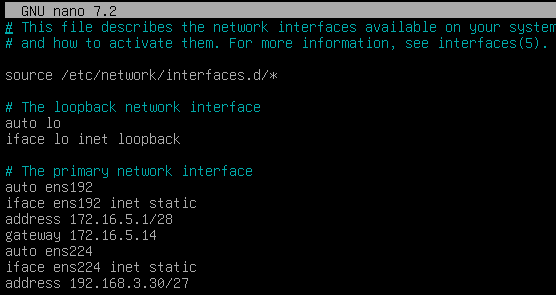 GNU nano 7.2
# This file describes the network interfaces available on your system
# and how to activate them. For more information, see interfaces(5).
source /etc/network/interfaces.d/*
# The loopback network interface
auto lo
iface lo inet loopback
# The primary network interface
auto ens192
iface ens192 inet static
address 172.16.5.1/28
gateway 172.16.5.14
auto ens224
iface ens224 inet static
address 192.168.3.30/27